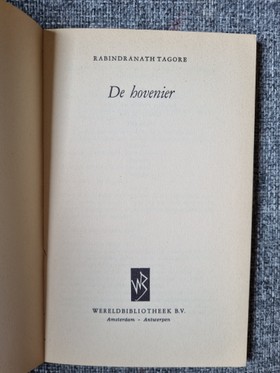 RABINDRANATH TAGORE
De hovenier
WB
WERELDBIBLIOTHEEK B.V.
Amsterdam - Antwerpen